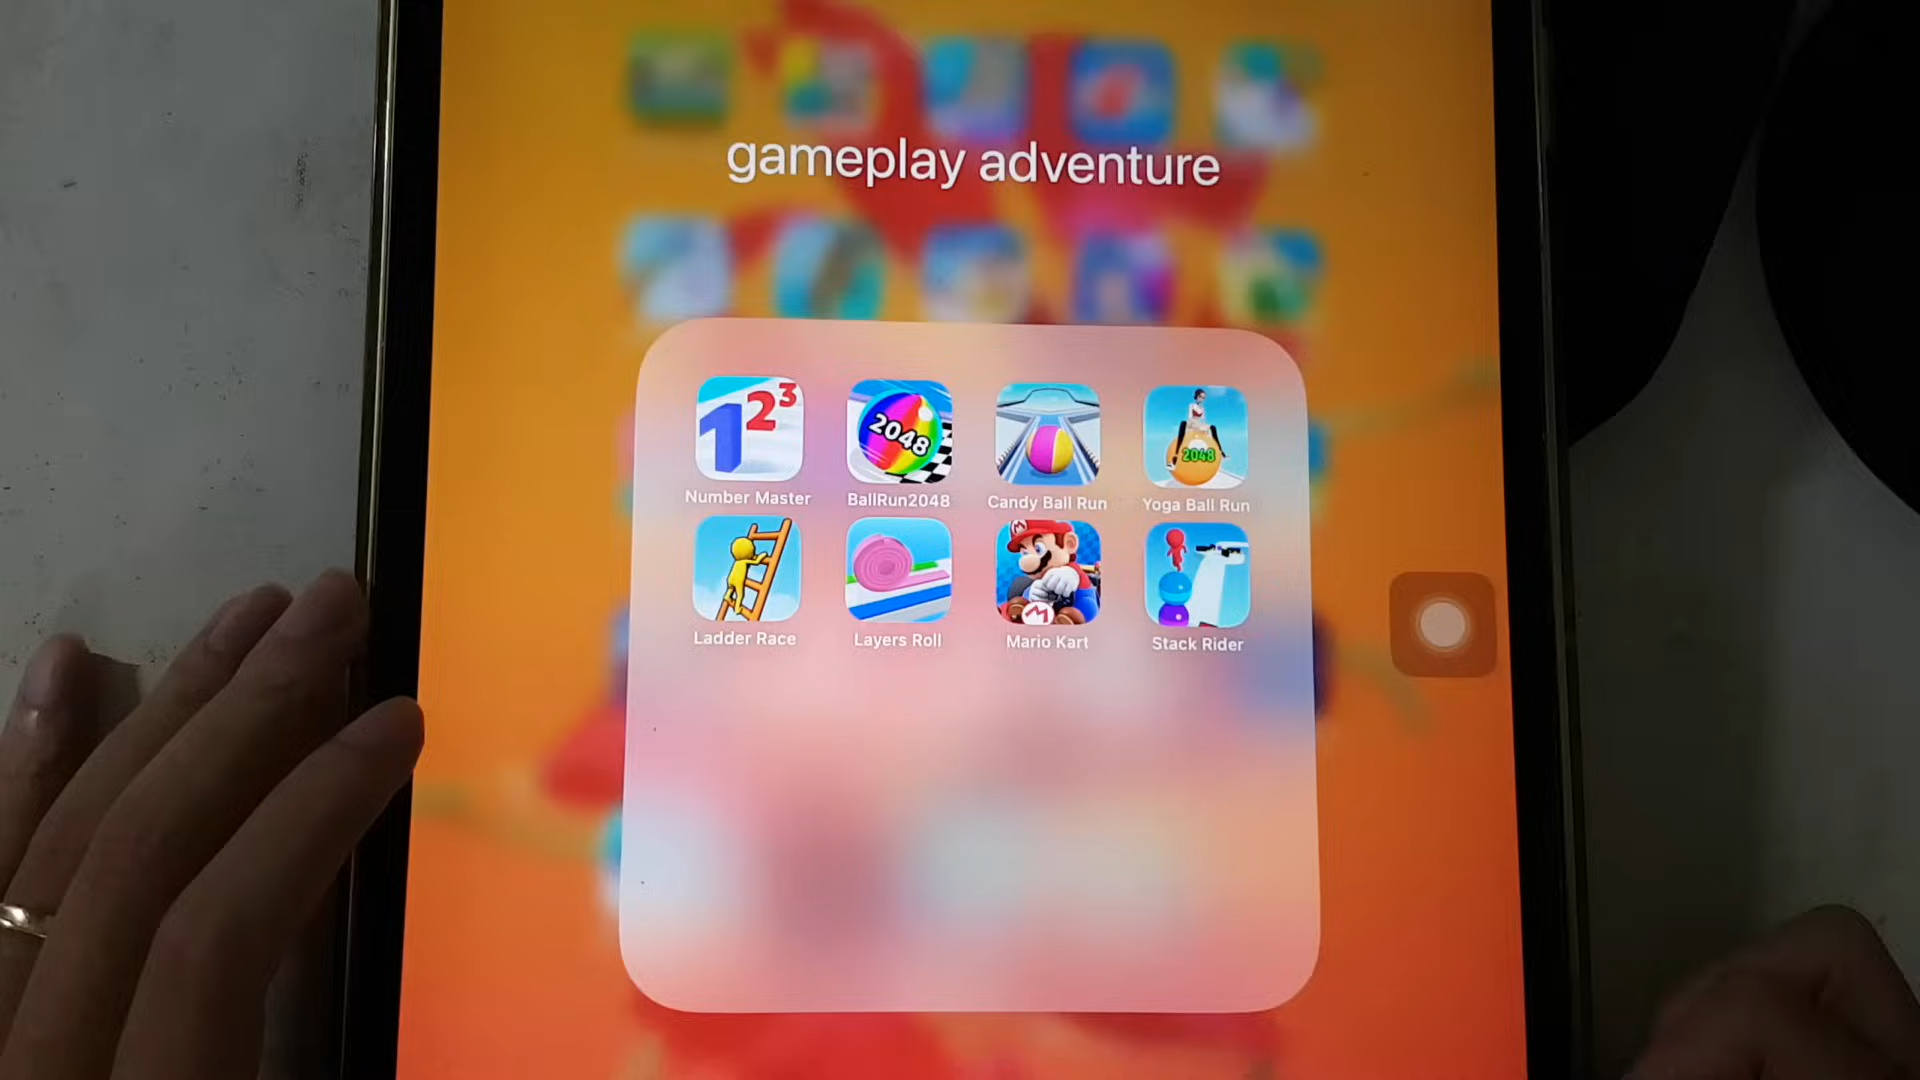 gameplay adventure
1 2 3
2048
2048
Number Master
BallRun2048
Candy Ball Run
Yoga Ball Run
M
M
Ladder Race
Layers Roll
Mario Kart
Stack Rider